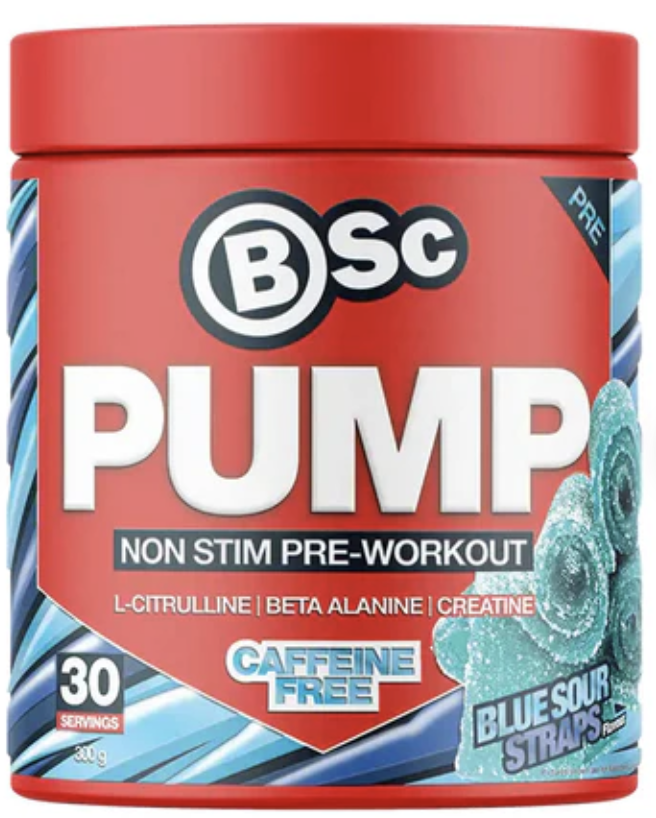 BSc
PRE
PUMP
NON STIM PRE-WORKOUT
L-CITRULLINE | BETA ALANINE | CREATINE
CAFFEINE
FREE
30
SERVINGS
300g
BLUE SOUR
STRAPS Flavour